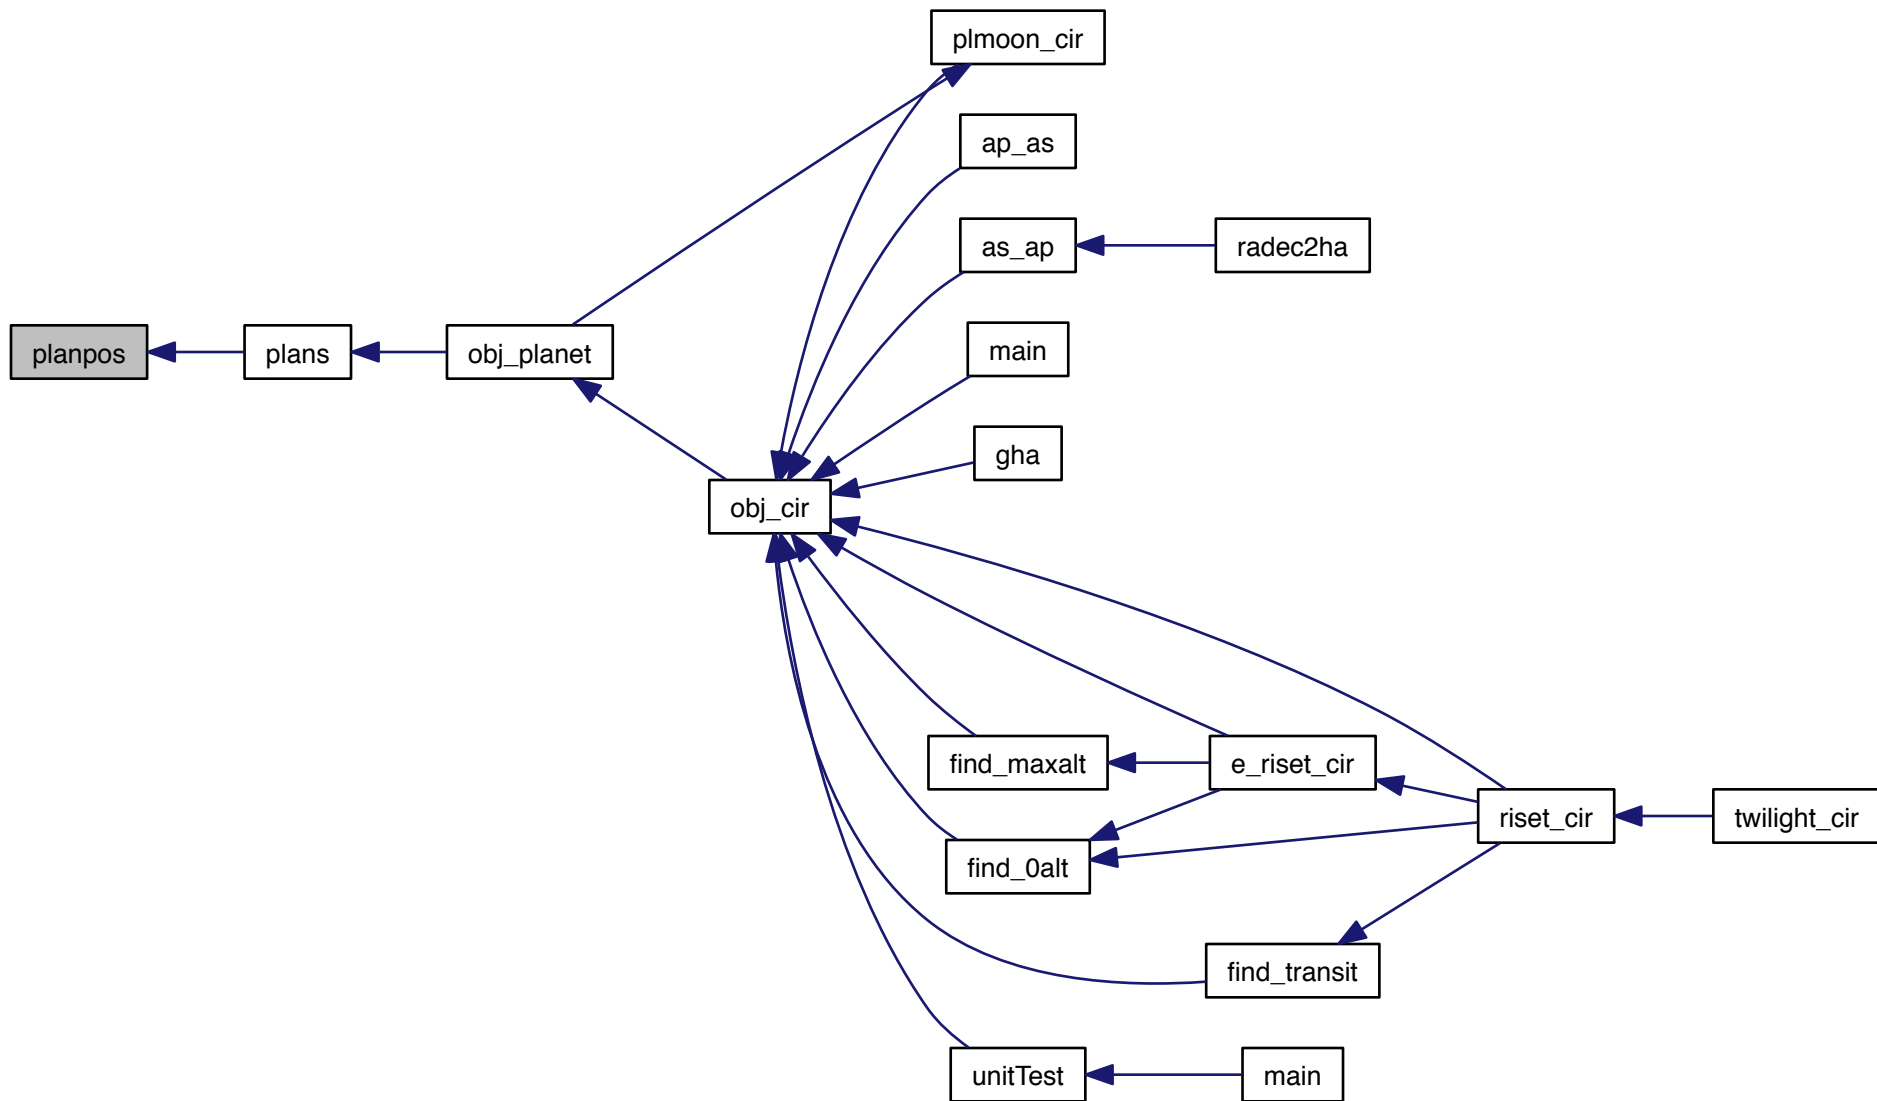 plmoon_cir
ap_as
as_ap
radec2ha
main
planpos
plans
obj_planet
gha
obj_cir
find_maxalt
e_riset_cir
riset_cir
twilight_cir
find_0alt
find_transit
unitTest
main